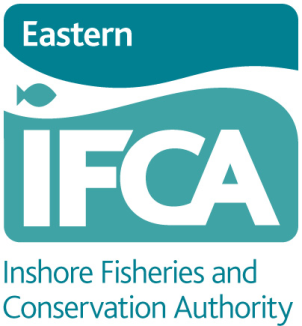 Eastern
IFCA
Inshore Fisheries and
Conservation Authority